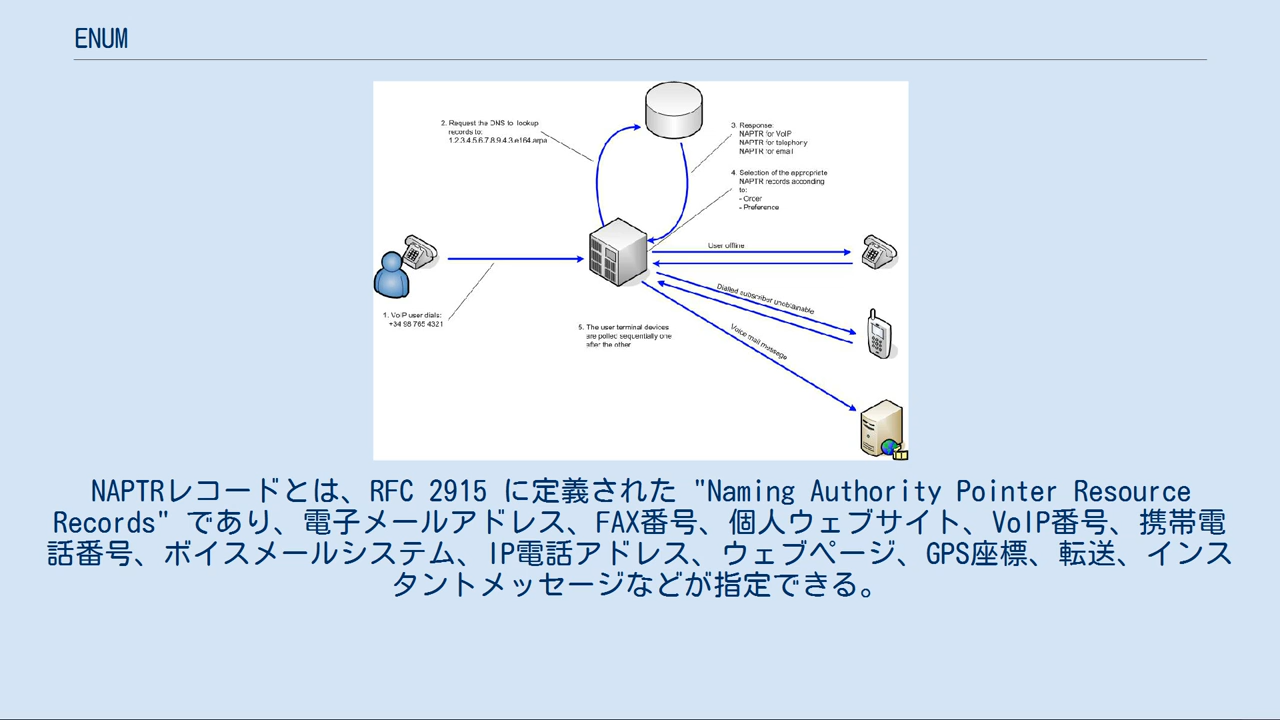 ENUM
2. Request the DNS to lookup
records to:
1.2.3.4.5.6.7.8.9.4.3.e164.arpa
3. Response:
NAPTR for VoIP
NAPTR for telephony
NAPTR for email
4. Selection of the appropriate
NAPTR records according
to:
- Order
- Preference
User offline
Dialled subscriber unobtainable
1. VoIP user dials:
+34 98 765 4321
5. The user terminal devices
are polled sequentially one
after the other
Voice mail message
NAPTRレコードとは、RFC 2915 に定義された "Naming Authority Pointer Resource
Records" であり、電子メールアドレス、FAX番号、個人ウェブサイト、VoIP番号、携帯電
話番号、ボイスメールシステム、IP電話アドレス、ウェブページ、GPS座標、転送、インス
タントメッセージなどが指定できる。